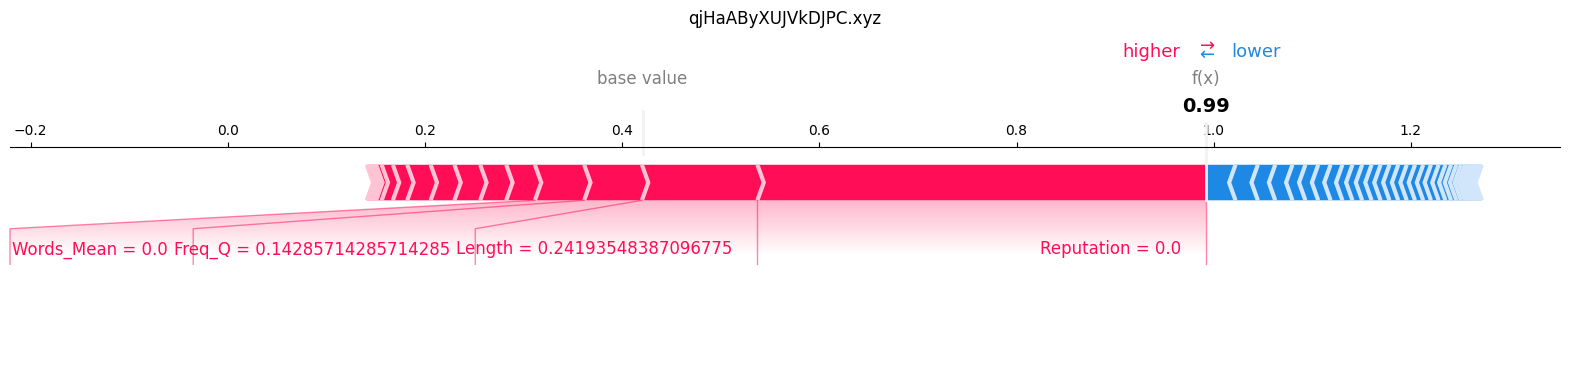 qjHaAByXUJVkDJPC.xyz
higher ⇄ lower
base value f(x)
0.99
−0.2 0.0 0.2 0.4 0.6 0.8 1.0 1.2
Words_Mean = 0.0 Freq_Q = 0.14285714285714285 Length = 0.24193548387096775 Reputation = 0.0